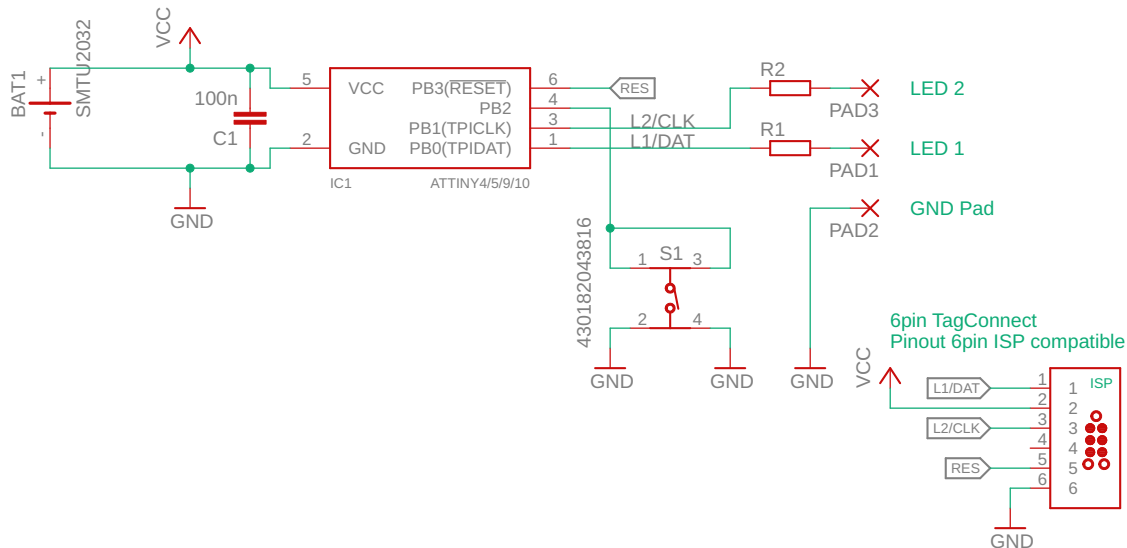 VCC
BAT1
+
-
SMTU2032
100n
C1
GND
5
VCC
2
GND
PB3(RESET)
6
PB2
4
PB1(TPICLK)
3
PB0(TPIDAT)
1
IC1
ATTINY4/5/9/10
RES
L2/CLK
L1/DAT
R2
PAD3
LED 2
R1
PAD1
LED 1
PAD2
GND Pad
430182043816
1
S1
3
2
4
GND
GND
GND
6pin TagConnect
Pinout 6pin ISP compatible
VCC
L1/DAT
L2/CLK
RES
1
2
3
4
5
6
1
2
3
4
5
6
ISP
GND